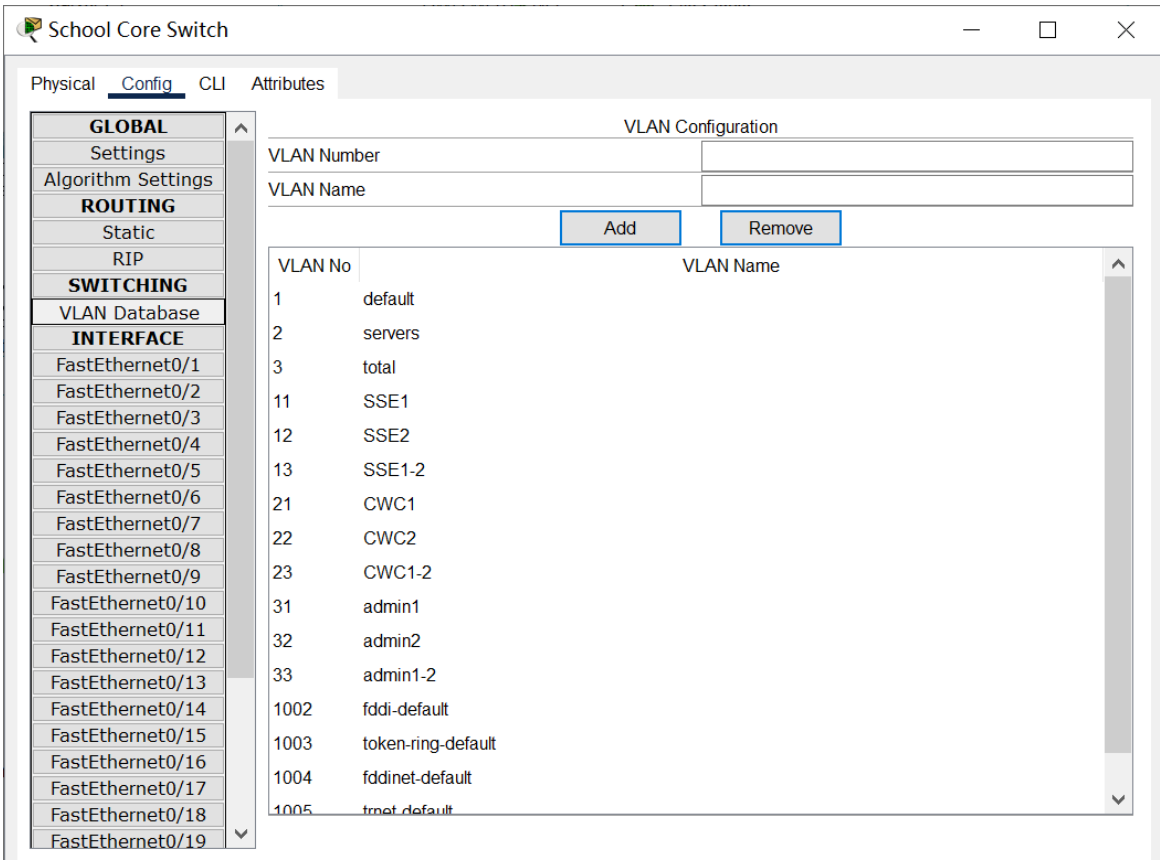 School Core Switch
Physical Config CLI Attributes
GLOBAL
Settings
Algorithm Settings
ROUTING
Static
RIP
SWITCHING
VLAN Database
INTERFACE
FastEthernet0/1
FastEthernet0/2
FastEthernet0/3
FastEthernet0/4
FastEthernet0/5
FastEthernet0/6
FastEthernet0/7
FastEthernet0/8
FastEthernet0/9
FastEthernet0/10
FastEthernet0/11
FastEthernet0/12
FastEthernet0/13
FastEthernet0/14
FastEthernet0/15
FastEthernet0/16
FastEthernet0/17
FastEthernet0/18
FastEthernet0/19
VLAN Configuration
VLAN Number
VLAN Name
Add Remove
VLAN No VLAN Name
1 default
2 servers
3 total
11 SSE1
12 SSE2
13 SSE1-2
21 CWC1
22 CWC2
23 CWC1-2
31 admin1
32 admin2
33 admin1-2
1002 fddi-default
1003 token-ring-default
1004 fddinet-default
1005 trnet-default